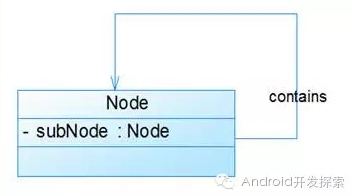 contains
Node
- subNode : Node
Android开发探索